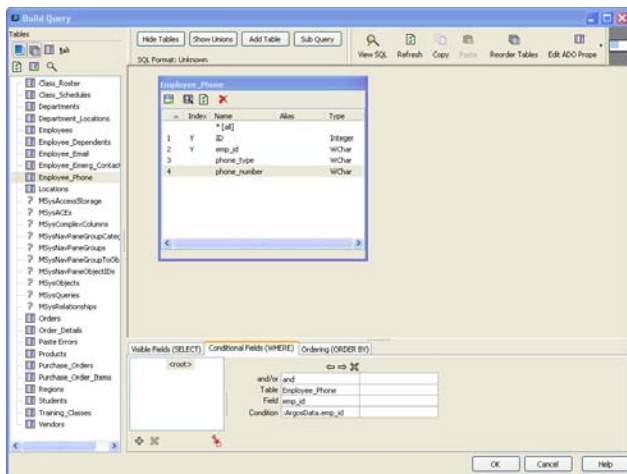 Build Query
Tables
Hide Tables Show Unions Add Table Sub Query
SQL Format: Unknown
View SQL Refresh Copy Paste Reorder Tables Edit ADO Prope
Class_Roster
Class_Schedules
Departments
Department_Locations
Employees
Employee_Dependents
Employee_Email
Employee_Emerg_Contact
Employee_Phone
Locations
MSysAccessStorage
MSysACEs
MSysComplexColumns
MSysNavPaneGroupCateg
MSysNavPaneGroups
MSysNavPaneGroupToOb
MSysNavPaneObjectIDs
MSysObjects
MSysQueries
MSysRelationships
Orders
Order_Details
Paste Errors
Products
Purchase_Orders
Purchase_Order_Items
Regions
Students
Training_Classes
Vendors
Employee_Phone
Index Name Alias Type
* [all]
1 Y ID Integer
2 Y emp_id WChar
3 phone_type WChar
4 phone_number WChar
Visible Fields (SELECT) Conditional Fields (WHERE) Ordering (ORDER BY)
<root>
and/or and
Table Employee_Phone
Field emp_id
Condition :ArgosData.emp_id
OK Cancel Help